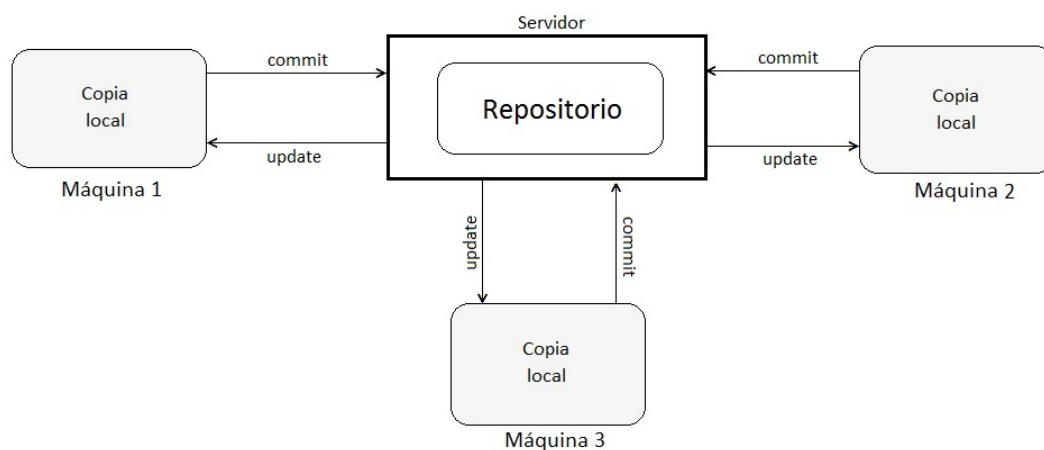 Servidor
commit
Copia
local
update
Máquina 1
Repositorio
commit
Copia
local
update
Máquina 2
update
commit
Copia
local
Máquina 3